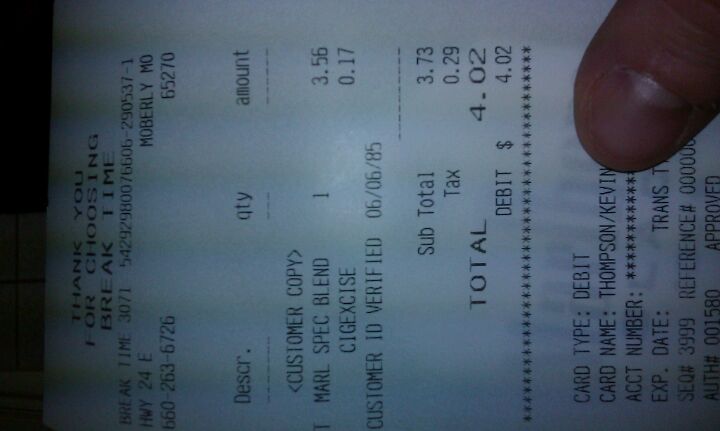 THANK YOU
FOR CHOOSING
BREAK TIME
BREAK TIME 3071 54292980076606-290537-1
HWY 24 E MOBERLY MO
660-263-6726 65270
Descr. qty amount
------- --- ------
<CUSTOMER COPY>
T MARL SPEC BLEND 1 3.56
CIGEXCISE 0.17
CUSTOMER ID VERIFIED 06/06/85
Sub Total 3.73
Tax 0.29
TOTAL 4.02
DEBIT $ 4.02
CARD TYPE: DEBIT
CARD NAME: THOMPSON/KEVIN
ACCT NUMBER:
EXP. DATE: TRANS
SEQ# 3999 REFERENCE#
AUTH# 001580 APPROVED